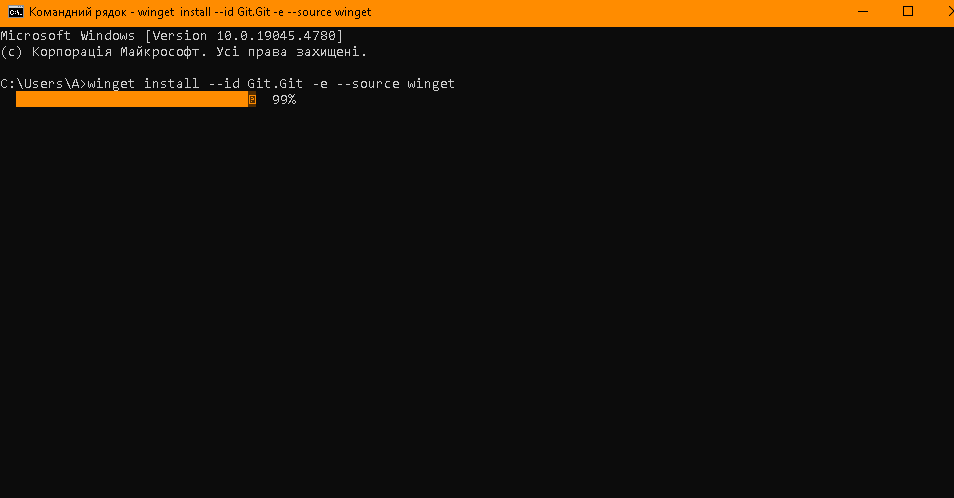 Командний рядок - winget install --id Git.Git -e --source winget
Microsoft Windows [Version 10.0.19045.4780]
(c) Корпорація Майкрософт. Усі права захищені.
C:\Users\A>winget install --id Git.Git -e --source winget
99%